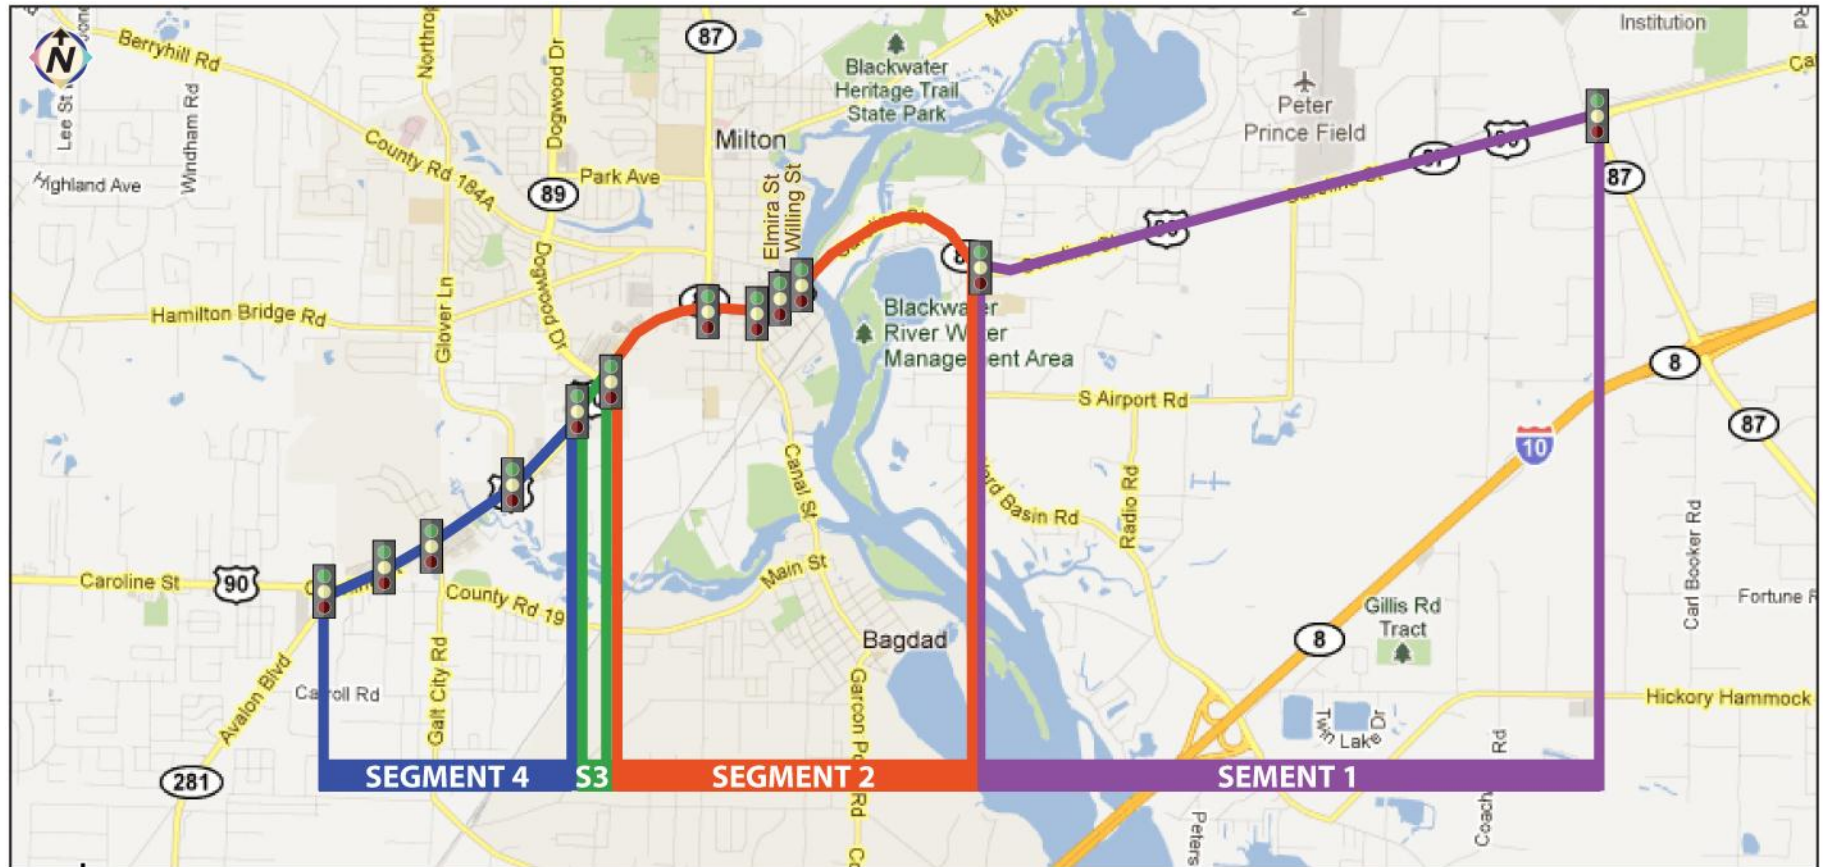 N
Berryhill Rd
Lee St
Windham Rd
Northrop
Dogwood Dr
87
Blackwater
Heritage Trail
State Park
Peter
Prince Field
Institution
Rd
Milton
County Rd 184A
Highland Ave
Park Ave
89
Elmira St
Willing St
87
Dogwood Dr
Glover Ln
Hamilton Bridge Rd
Blackwater
River Water
Management Area
S Airport Rd
8
87
10
Canal St
Radio Rd
Carl Booker Rd
Caroline St
90
County Rd 19
Main St
Gillis Rd
Tract
Fortune
Bagdad
8
Avalon Blvd
Carroll Rd
Galt City Rd
Twin Lake Dr
Hickory Hammock
Rd
281
SEGMENT 4
S3
SEGMENT 2
SEMENT 1
Rd
Coach
Peters